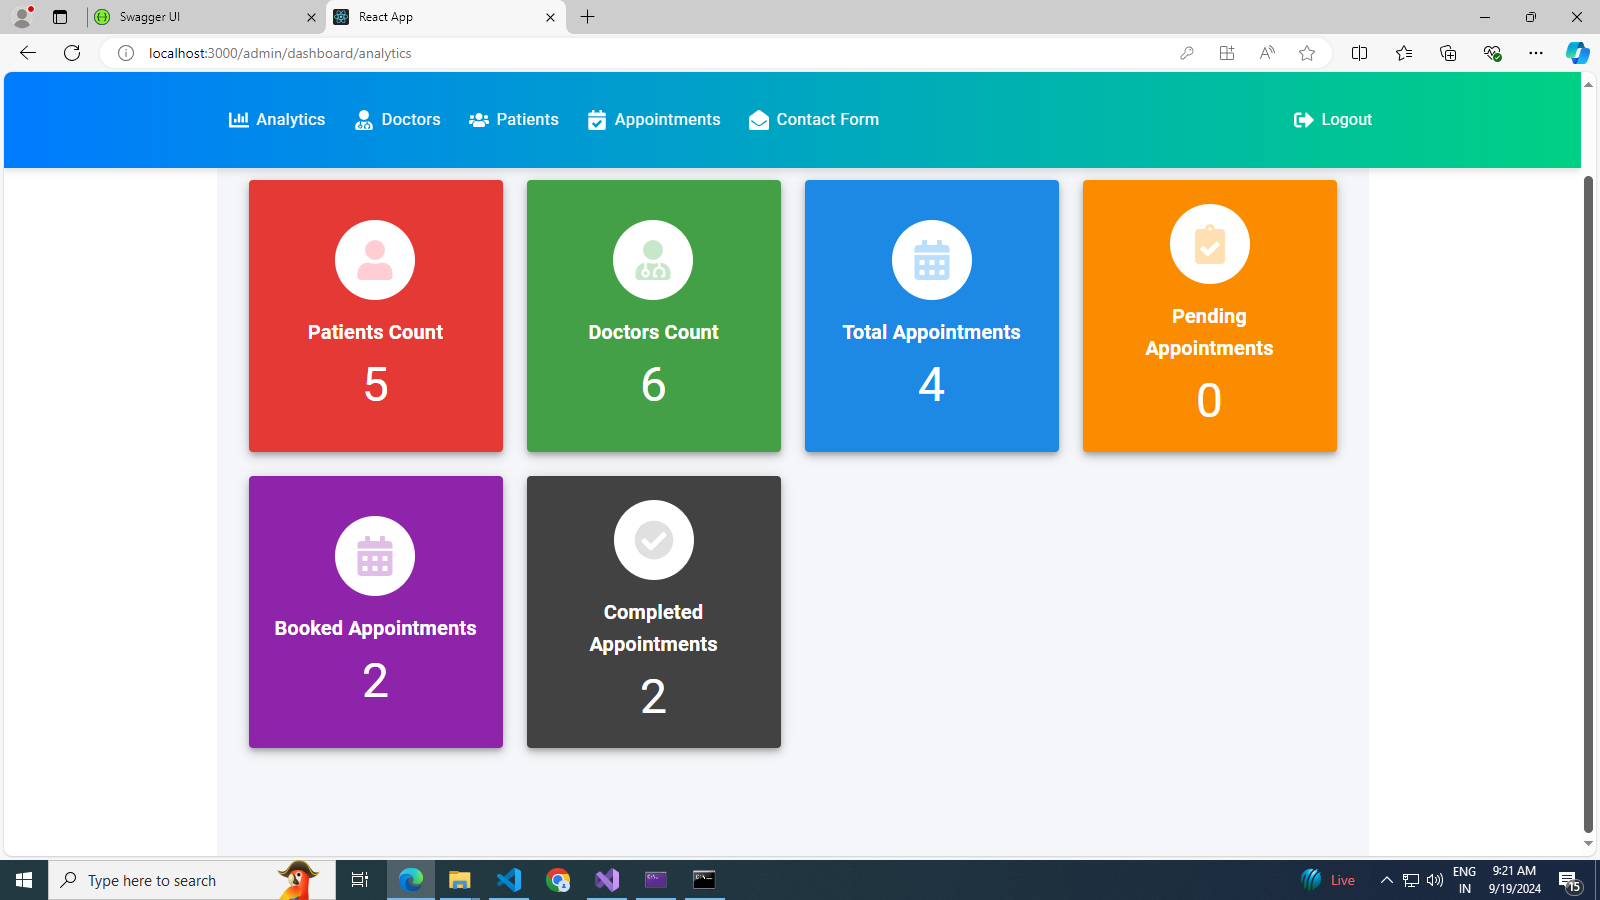 Swagger UI
React App
localhost:3000/admin/dashboard/analytics
Analytics
Doctors
Patients
Appointments
Contact Form
Logout
Patients Count
5
Doctors Count
6
Total Appointments
4
Pending
Appointments
0
Booked Appointments
2
Completed
Appointments
2
Type here to search
Live
ENG
IN
9:21 AM
9/19/2024
15